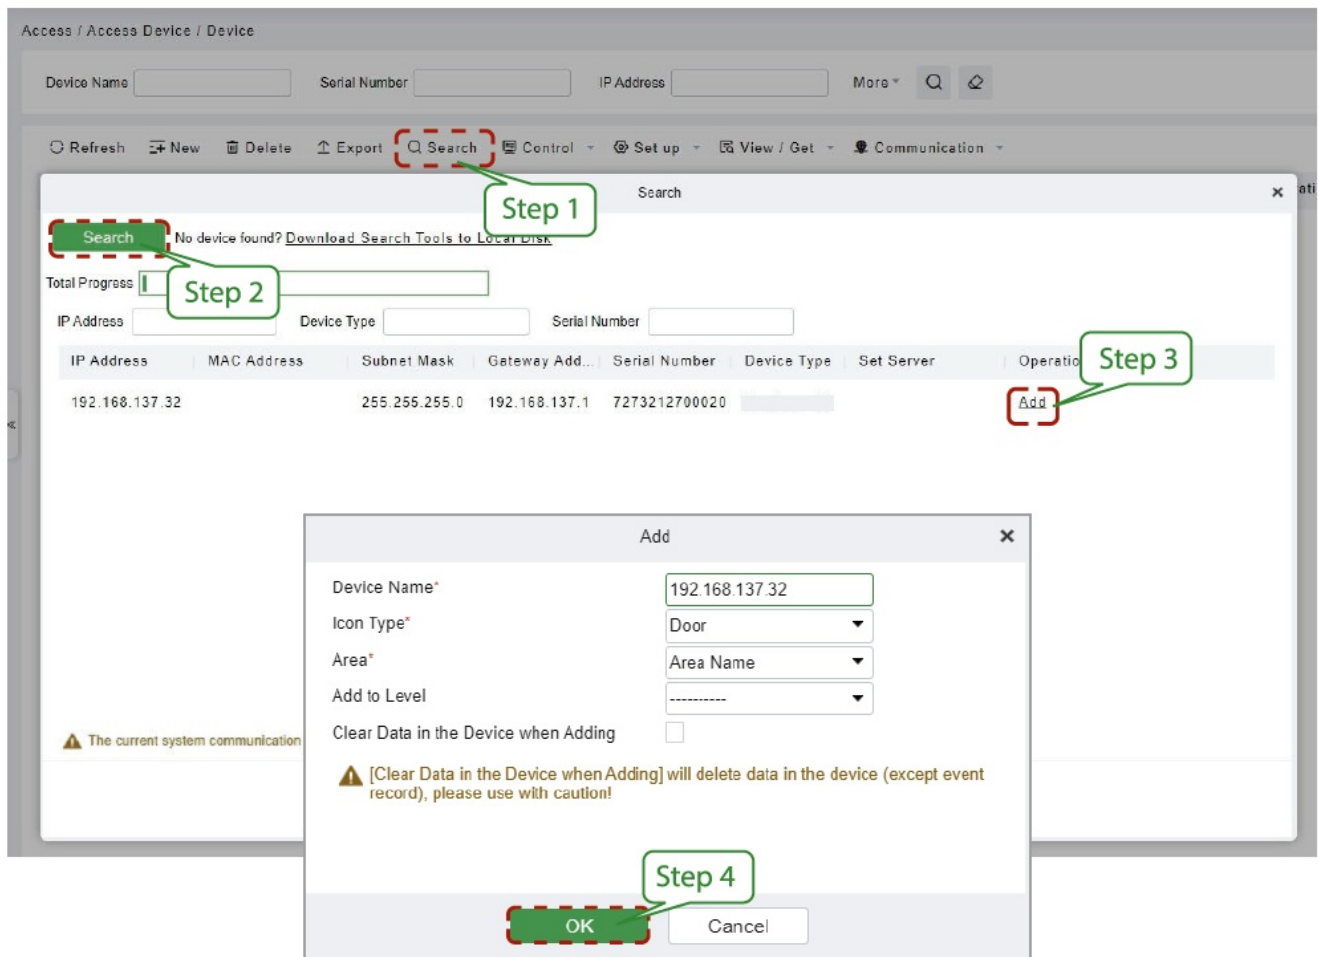 Access / Access Device / Device
Device Name Serial Number IP Address More
Refresh New Delete Export Search Control Set up View / Get Communication
Search
Step 1
Search No device found? Download Search Tools to Local Disk
Total Progress
Step 2
IP Address Device Type Serial Number
IP Address MAC Address Subnet Mask Gateway Add... Serial Number Device Type Set Server Operatio
Step 3
192.168.137.32 255.255.255.0 192.168.137.1 7273212700020 Add
Add
Device Name* 192.168.137.32
Icon Type* Door
Area* Area Name
Add to Level ----------
Clear Data in the Device when Adding
The current system communication
[Clear Data in the Device when Adding] will delete data in the device (except event
record), please use with caution!
Step 4
OK Cancel